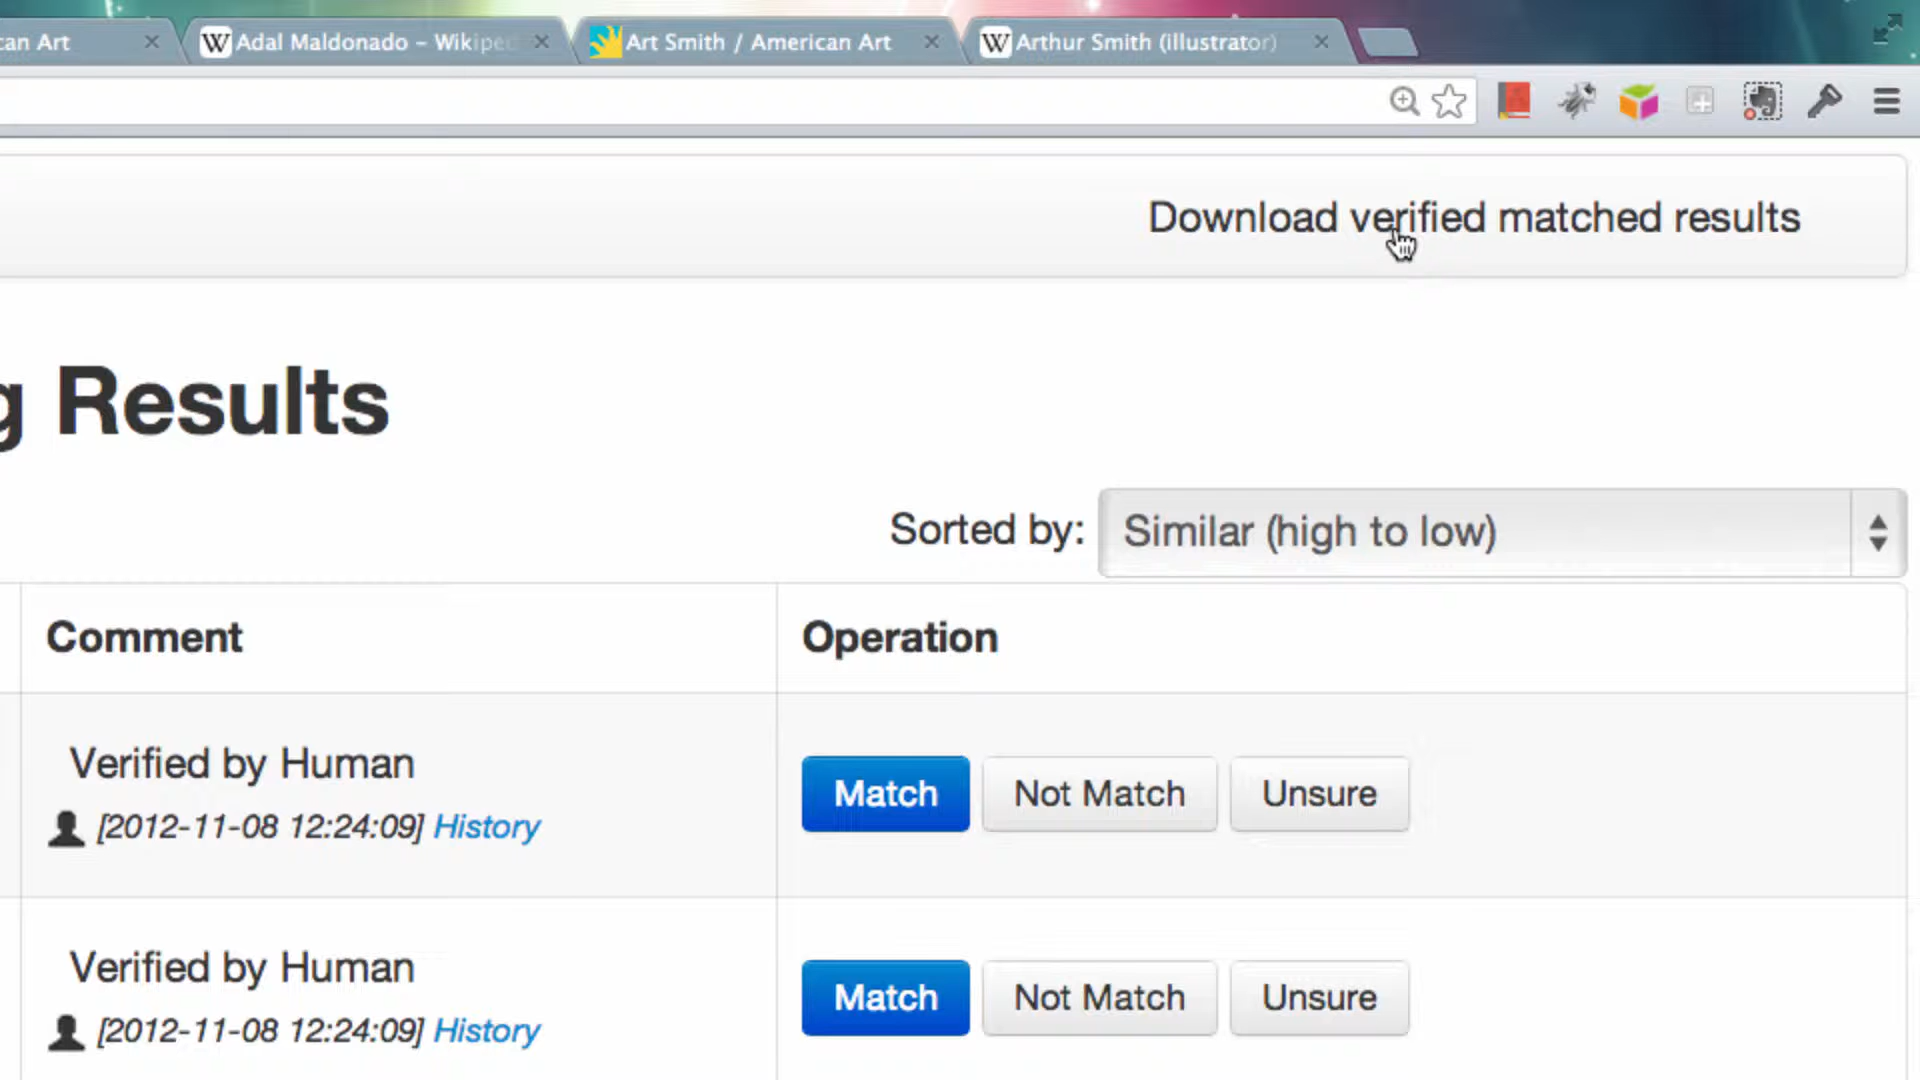 can Art
Adal Maldonado – Wikiped
Art Smith / American Art
Arthur Smith (illustrator)
Download verified matched results
g Results
Sorted by: Similar (high to low)
Comment Operation
Verified by Human
[2012-11-08 12:24:09] History
Match Not Match Unsure
Verified by Human
[2012-11-08 12:24:09] History
Match Not Match Unsure